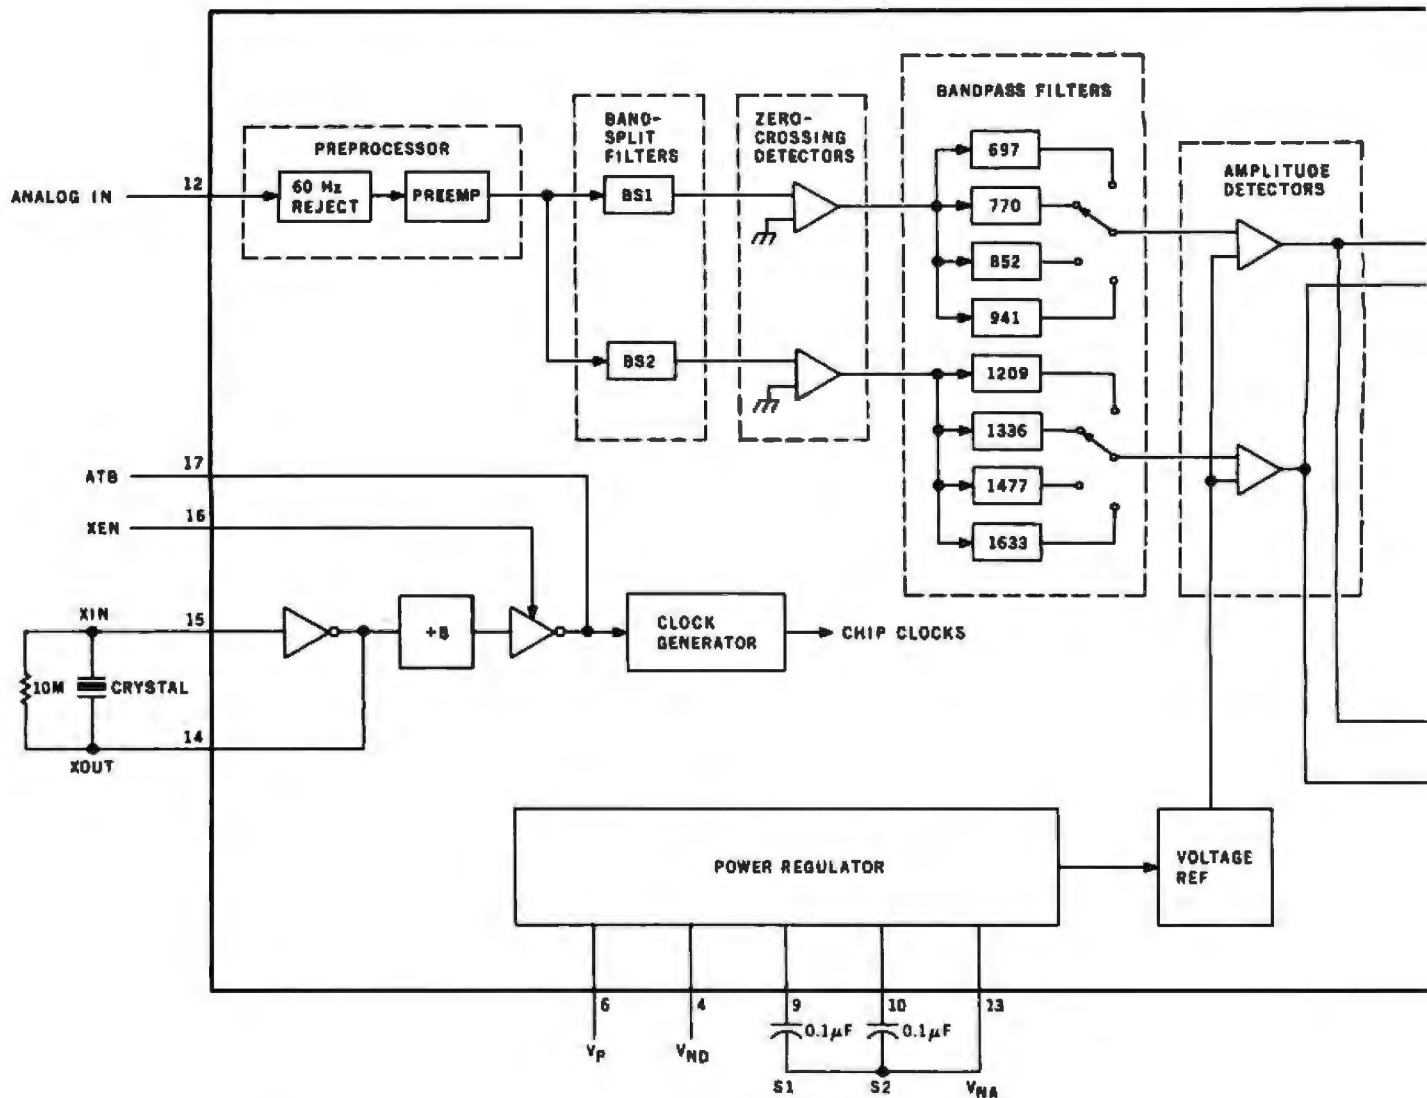 PREPROCESSOR
BAND-
SPLIT
FILTERS
ZERO-
CROSSING
DETECTORS
BANDPASS FILTERS
AMPLITUDE
DETECTORS
ANALOG IN
12
60 Hz
REJECT
PREEMP
BS1
BS2
697
770
852
941
1209
1336
1477
1633
ATB
17
XEN
16
XIN
15
10M
CRYSTAL
14
XOUT
÷8
CLOCK
GENERATOR
CHIP CLOCKS
POWER REGULATOR
VOLTAGE
REF
6
4
9
10
13
0.1µF
0.1µF
VP
VND
S1
S2
VNA